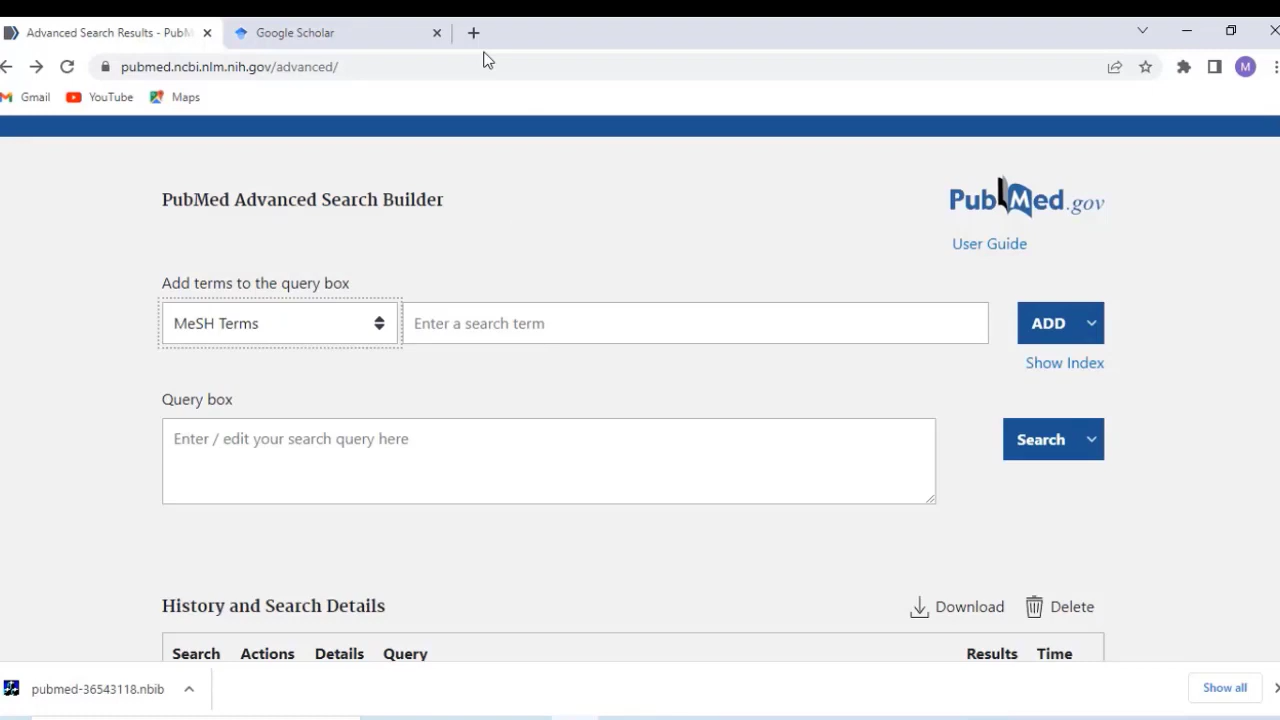 Advanced Search Results - PubM
Google Scholar
pubmed.ncbi.nlm.nih.gov/advanced/
M
Gmail
YouTube
Maps
PubMed Advanced Search Builder
PubMed.gov
User Guide
Add terms to the query box
MeSH Terms
Enter a search term
ADD
Show Index
Query box
Enter / edit your search query here
Search
History and Search Details
Download
Delete
Search Actions Details Query Results Time
pubmed-36543118.nbib
Show all